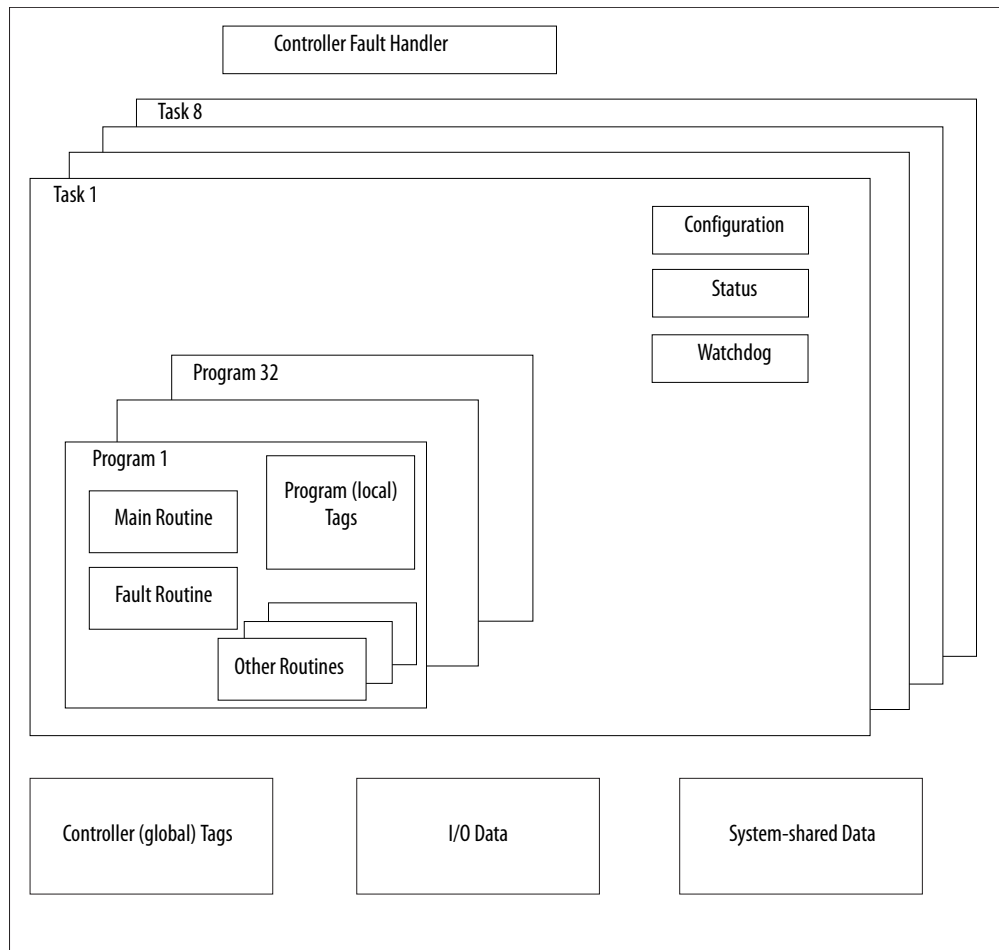 Controller Fault Handler
Task 8
Task 1
Configuration
Status
Watchdog
Program 32
Program 1
Program (local)
Tags
Main Routine
Fault Routine
Other Routines
Controller (global) Tags
I/O Data
System-shared Data